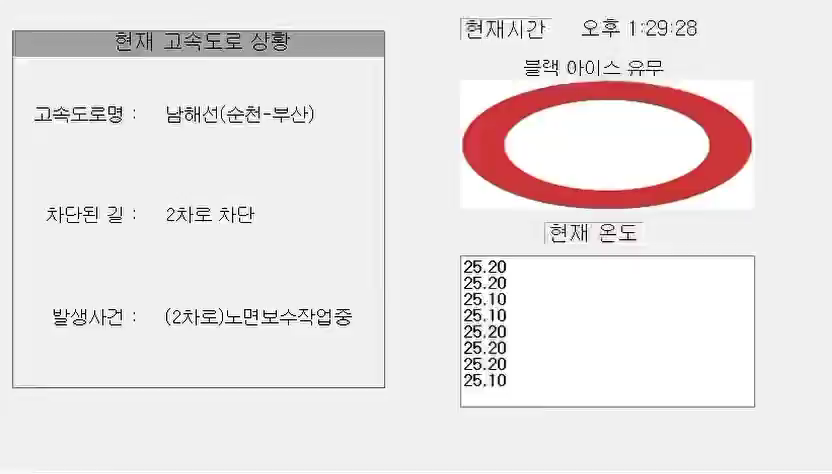 현재 고속도로 상황
고속도로명 : 남해선(순천-부산)
차단된 길 : 2차로 차단
발생사건 : (2차로)노면보수작업중
현재시간 오후 1:29:28
블랙 아이스 유무
현재 온도
25.20
25.20
25.10
25.10
25.20
25.20
25.20
25.10